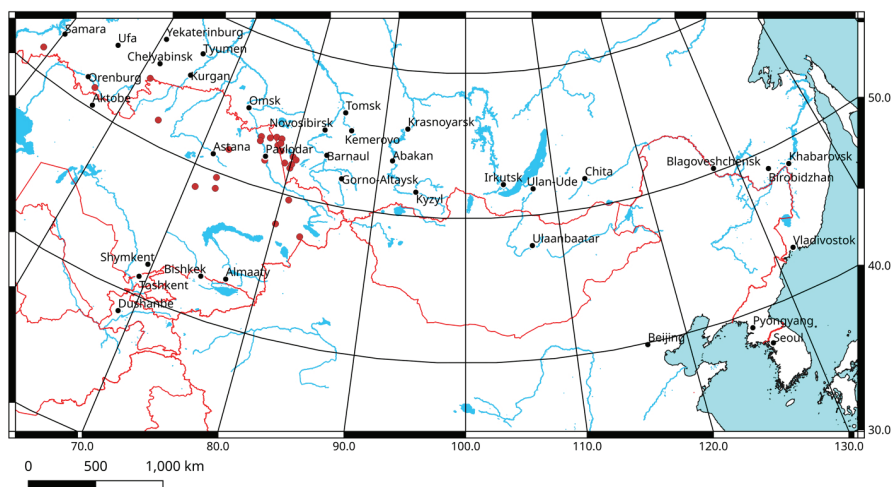 Samara
Ufa
Yekaterinburg
Tyumen
Chelyabinsk
Kurgan
Orenburg
Aktobe
Omsk
Tomsk
Novosibirsk
Kemerovo
Krasnoyarsk
50.0
Astana
Pavlodar
Barnaul
Abakan
Gorno-Altaysk
Kyzyl
Irkutsk
Ulan-Ude
Chita
Blagoveshchensk
Khabarovsk
Birobidzhan
Ulaanbaatar
Vladivostok
Shymkent
Bishkek
Almaaty
Toshkent
Dushanbe
40.0
Beijing
Pyongyang
Seoul
30.0
70.0 80.0 90.0 100.0 110.0 120.0 130.0
0 500 1,000 km